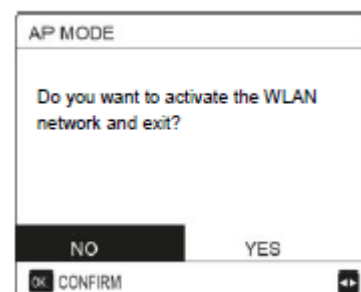 AP MODE
Do you want to activate the WLAN
network and exit?
NO YES
OK CONFIRM